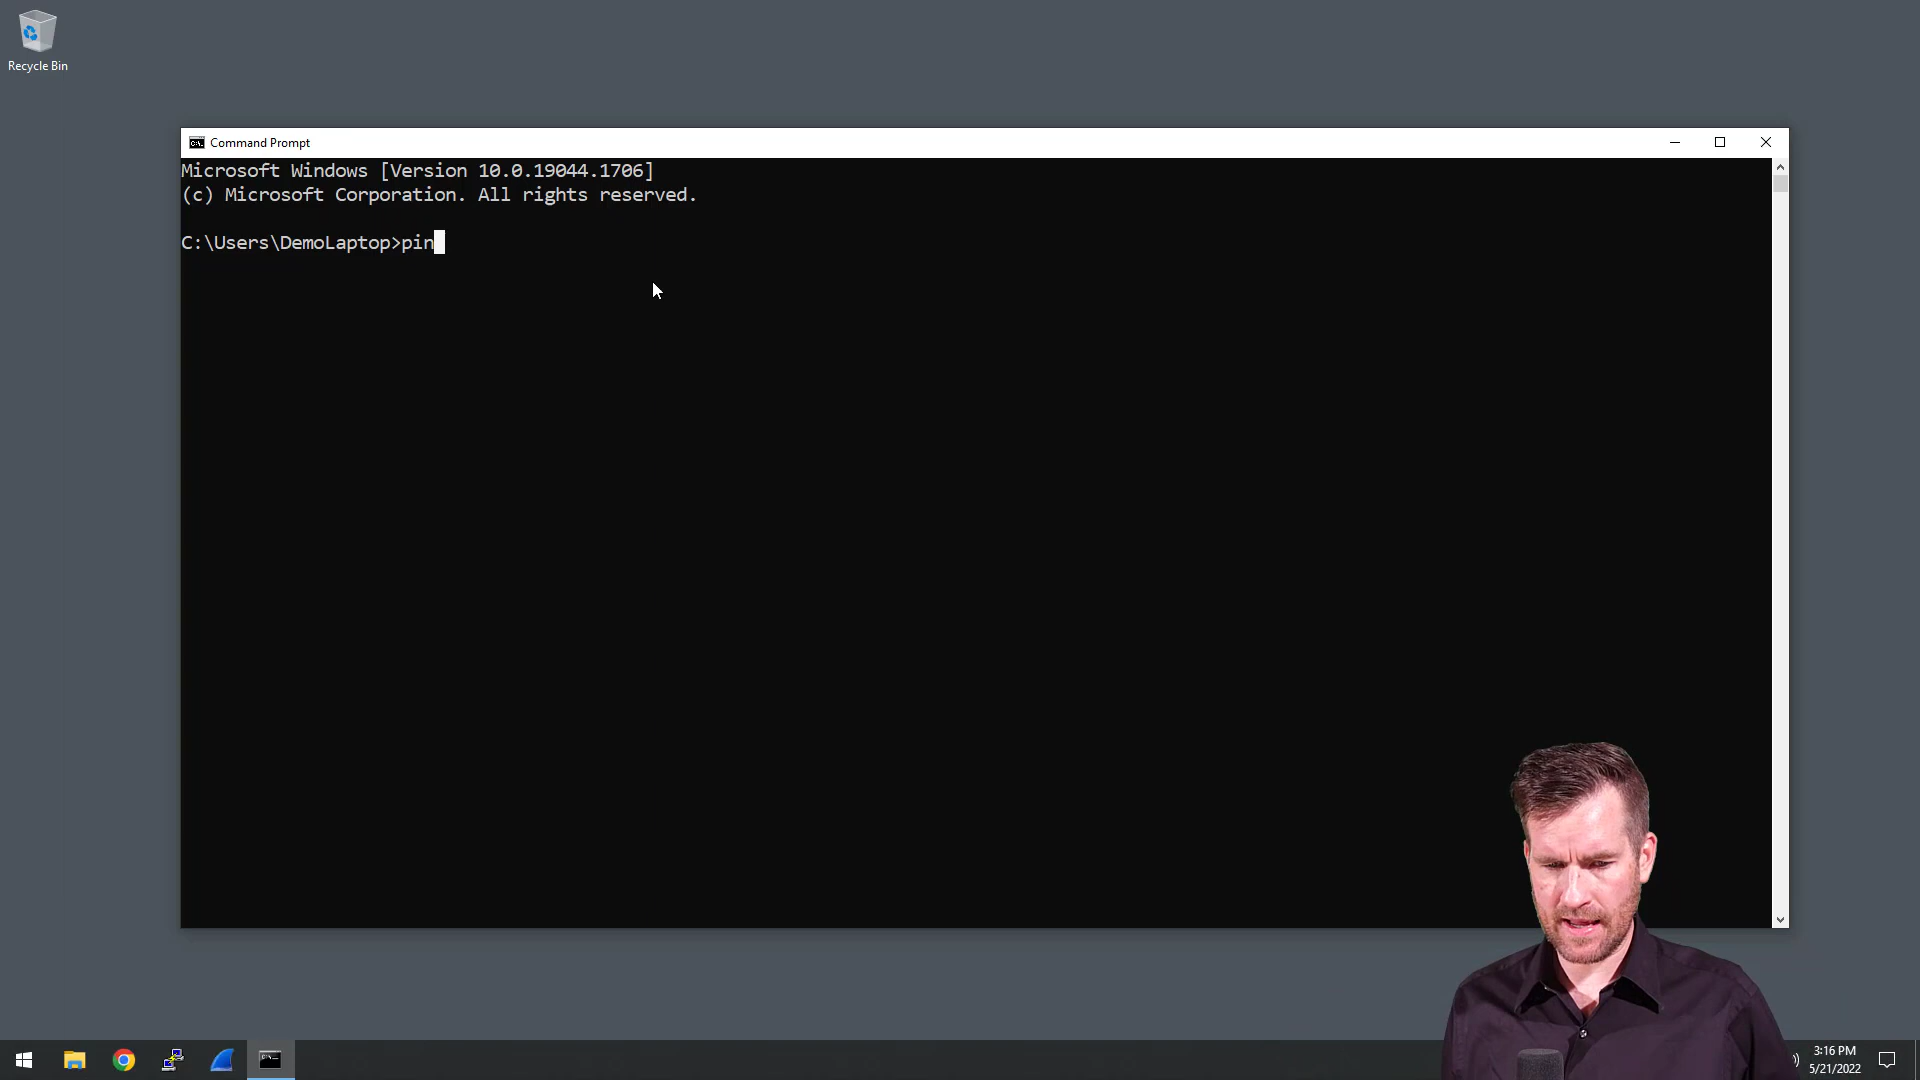 Recycle Bin
Command Prompt
Microsoft Windows [Version 10.0.19044.1706]
(c) Microsoft Corporation. All rights reserved.
C:\Users\DemoLaptop>pin
3:16 PM
5/21/2022